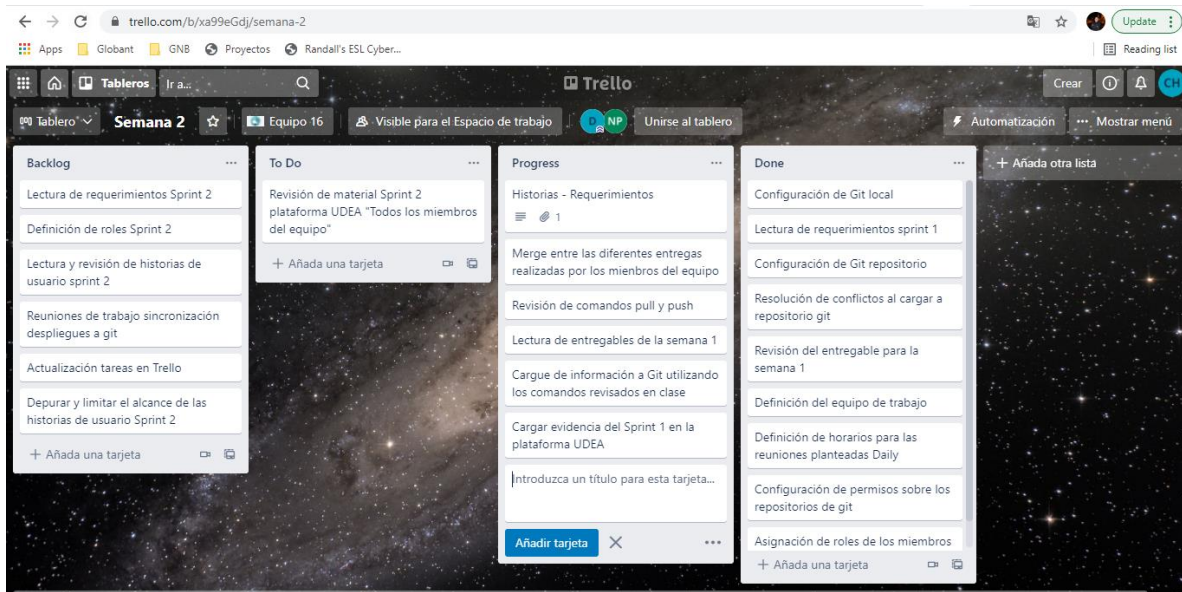 trello.com/b/xa99eGdj/semana-2
Update
Apps
Globant
GNB
Proyectos
Randall's ESL Cyber...
Reading list
Tableros
Ir a...
Trello
Crear
CH
Tablero
Semana 2
Equipo 16
Visible para el Espacio de trabajo
D
NP
Unirse al tablero
Automatización
Mostrar menú
Backlog
Lectura de requerimientos Sprint 2
Definición de roles Sprint 2
Lectura y revisión de historias de
usuario sprint 2
Reuniones de trabajo sincronización
despliegues a git
Actualización tareas en Trello
Depurar y limitar el alcance de las
historias de usuario Sprint 2
+ Añada una tarjeta
To Do
Revisión de material Sprint 2
plataforma UDEA "Todos los miembros
del equipo"
+ Añada una tarjeta
Progress
Historias - Requerimientos
1
Merge entre las diferentes entregas
realizadas por los mienbros del equipo
Revisión de comandos pull y push
Lectura de entregables de la semana 1
Cargue de información a Git utilizando
los comandos revisados en clase
Cargar evidencia del Sprint 1 en la
plataforma UDEA
Introduzca un título para esta tarjeta...
Añadir tarjeta
Done
Configuración de Git local
Lectura de requerimientos sprint 1
Configuración de Git repositorio
Resolución de conflictos al cargar a
repositorio git
Revisión del entregable para la
semana 1
Definición del equipo de trabajo
Definición de horarios para las
reuniones planteadas Daily
Configuración de permisos sobre los
repositorios de git
Asignación de roles de los miembros
+ Añada una tarjeta
+ Añada otra lista